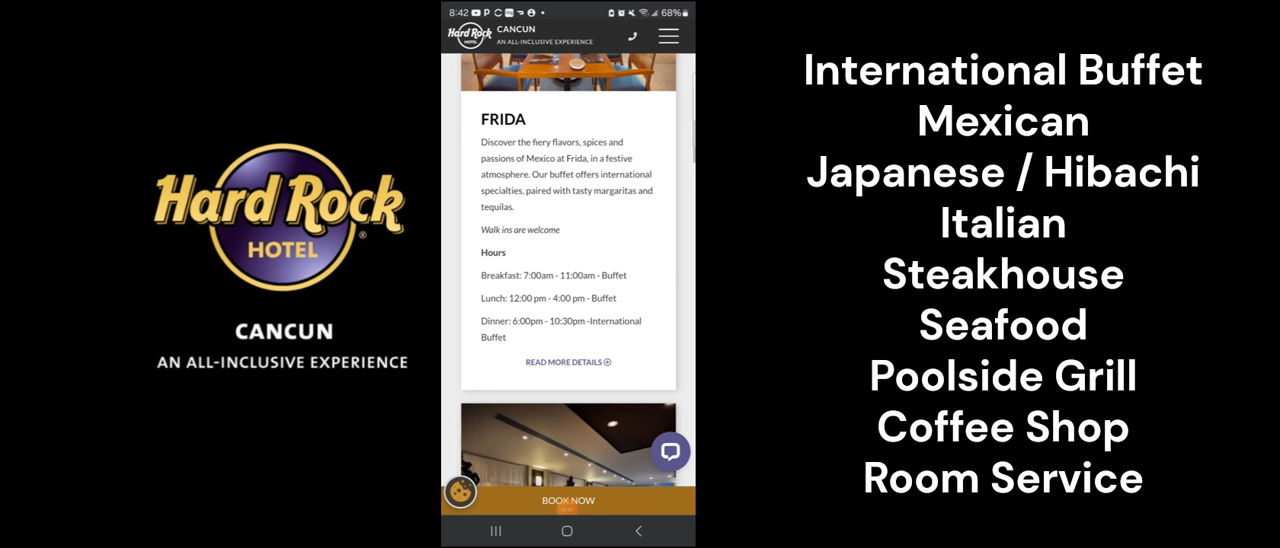 Hard Rock
HOTEL
®
CANCUN
AN ALL-INCLUSIVE EXPERIENCE
8:42
68%
Hard Rock
HOTEL
CANCUN
AN ALL-INCLUSIVE EXPERIENCE
FRIDA
Discover the fiery flavors, spices and
passions of Mexico at Frida, in a festive
atmosphere. Our buffet offers international
specialties, paired with tasty margaritas and
tequilas.
Walk ins are welcome
Hours
Breakfast: 7:00am - 11:00am - Buffet
Lunch: 12:00 pm - 4:00 pm - Buffet
Dinner: 6:00pm - 10:30pm -International
Buffet
READ MORE DETAILS
BOOK NOW
International Buffet
Mexican
Japanese / Hibachi
Italian
Steakhouse
Seafood
Poolside Grill
Coffee Shop
Room Service